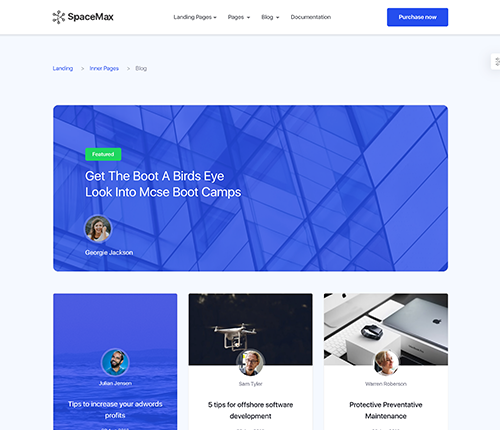 SpaceMax
Landing Pages
Pages
Blog
Documentation
Purchase now
Landing > Inner Pages > Blog
Featured
Get The Boot A Birds Eye
Look Into Mcse Boot Camps
Georgie Jackson
Julian Jensen
Tips to increase your adwords
profits
Sam Tyler
5 tips for offshore software
development
Warren Roberson
Protective Preventative
Maintenance